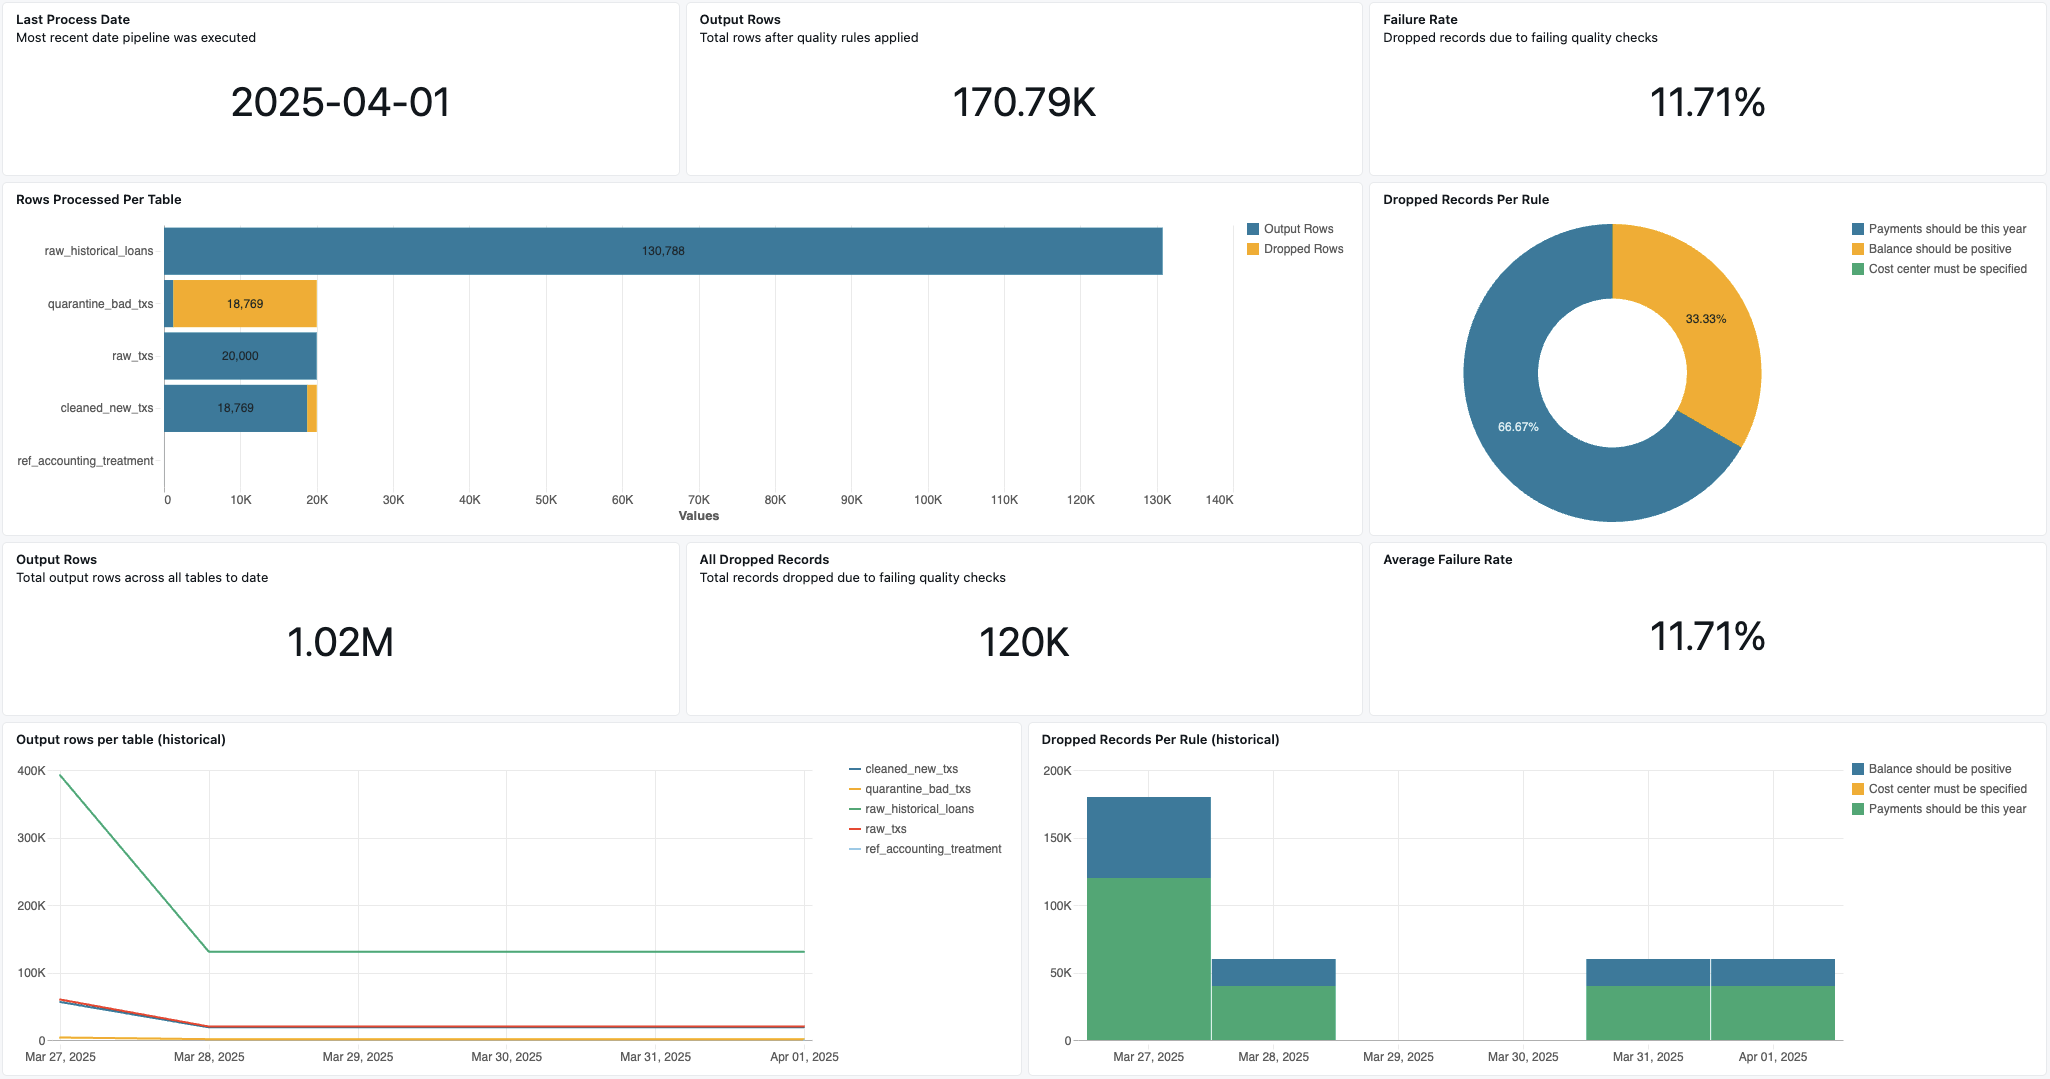 Last Process Date
Most recent date pipeline was executed
2025-04-01
Output Rows
Total rows after quality rules applied
170.79K
Failure Rate
Dropped records due to failing quality checks
11.71%
Rows Processed Per Table
raw_historical_loans
quarantine_bad_txs
raw_txs
cleaned_new_txs
ref_accounting_treatment
130,788
18,769
20,000
18,769
0 10K 20K 30K 40K 50K 60K 70K 80K 90K 100K 110K 120K 130K 140K
Values
Output Rows
Dropped Rows
Dropped Records Per Rule
33.33%
66.67%
Payments should be this year
Balance should be positive
Cost center must be specified
Output Rows
Total output rows across all tables to date
1.02M
All Dropped Records
Total records dropped due to failing quality checks
120K
Average Failure Rate
11.71%
Output rows per table (historical)
400K
300K
200K
100K
0
Mar 27, 2025 Mar 28, 2025 Mar 29, 2025 Mar 30, 2025 Mar 31, 2025 Apr 01, 2025
cleaned_new_txs
quarantine_bad_txs
raw_historical_loans
raw_txs
ref_accounting_treatment
Dropped Records Per Rule (historical)
200K
150K
100K
50K
0
Mar 27, 2025 Mar 28, 2025 Mar 29, 2025 Mar 30, 2025 Mar 31, 2025 Apr 01, 2025
Balance should be positive
Cost center must be specified
Payments should be this year